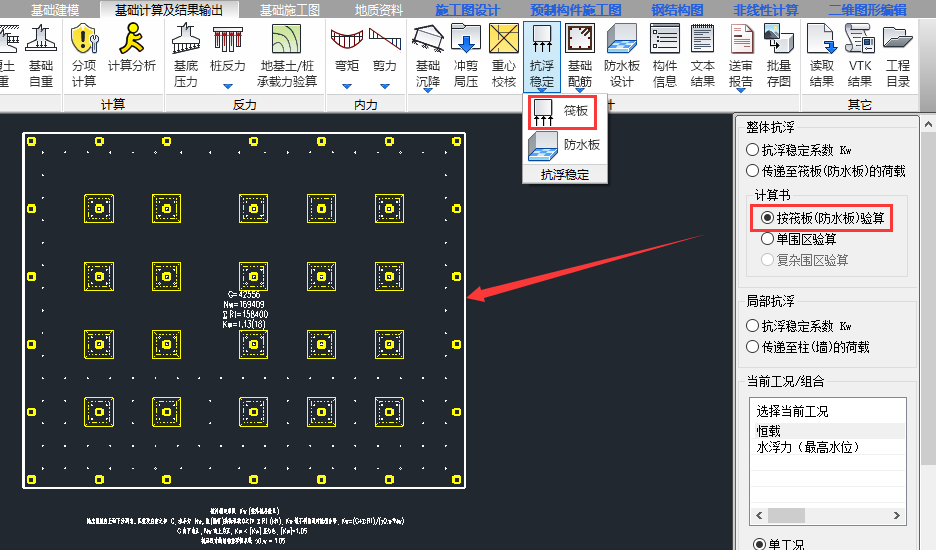 基础建模 基础计算及结果输出 基础施工图 地质资料 施工图设计 预制构件施工图 钢结构图 非线性计算 二维图形编辑
重 基础自重 分项计算 计算分析 基底压力 桩反力 地基土/桩承载力验算 弯矩 剪力 基础沉降 冲剪局压 重心校核 抗浮稳定 基础配筋 防水板设计 构件信息 文本结果 送审报告 批量存图 读取结果 VTK结果 工程目录
计算 反力 内力 计 其它
筏板
防水板
抗浮稳定
G=42556
Nw=169409
ΣRi=158400
Kw=1.13(18)
整体抗浮
抗浮稳定系数 Kw
传递至筏板(防水板)的荷载
计算书
按筏板(防水板)验算
单围区验算
复杂围区验算
局部抗浮
抗浮稳定系数 Kw
传递至柱(墙)的荷载
当前工况/组合
选择当前工况
恒载
水浮力（最高水位）
单工况